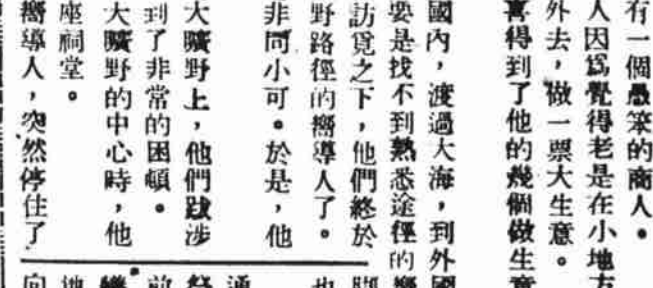 有一個愚笨的商人。
人因爲覺得老是在小地方
外去，做一票大生意。
喜得到了他的幾個做生意
國內，渡過大海，到外國
要是找不到熟悉途徑的嚮
訪覓之下，他們終於
野路徑的嚮導人了。
非同小可。於是，他
大曠野上，他們跋涉
到了非常的困頓。
大曠野的中心時，他
座祠堂。
嚮導人，突然停住了